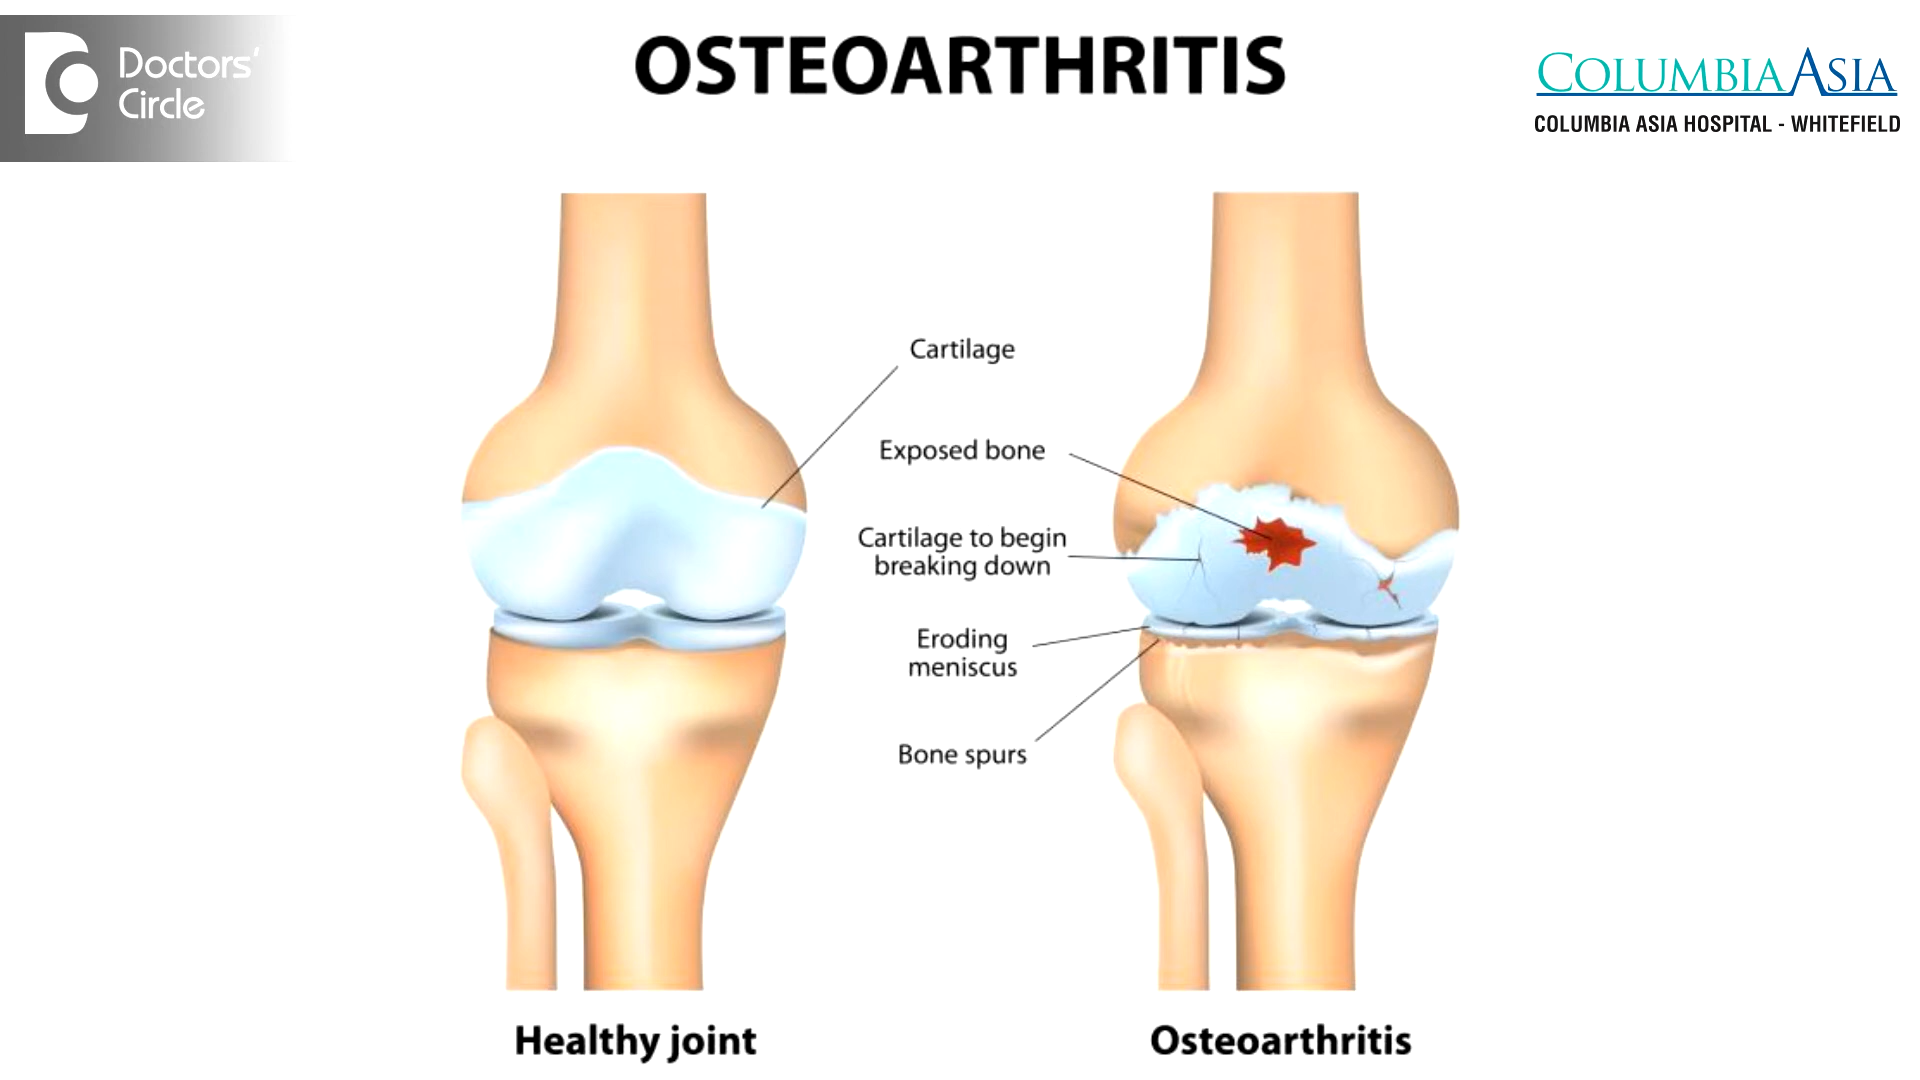 Doctors'
Circle
OSTEOARTHRITIS
COLUMBIA ASIA
COLUMBIA ASIA HOSPITAL - WHITEFIELD
Cartilage
Exposed bone
Cartilage to begin
breaking down
Eroding
meniscus
Bone spurs
Healthy joint
Osteoarthritis